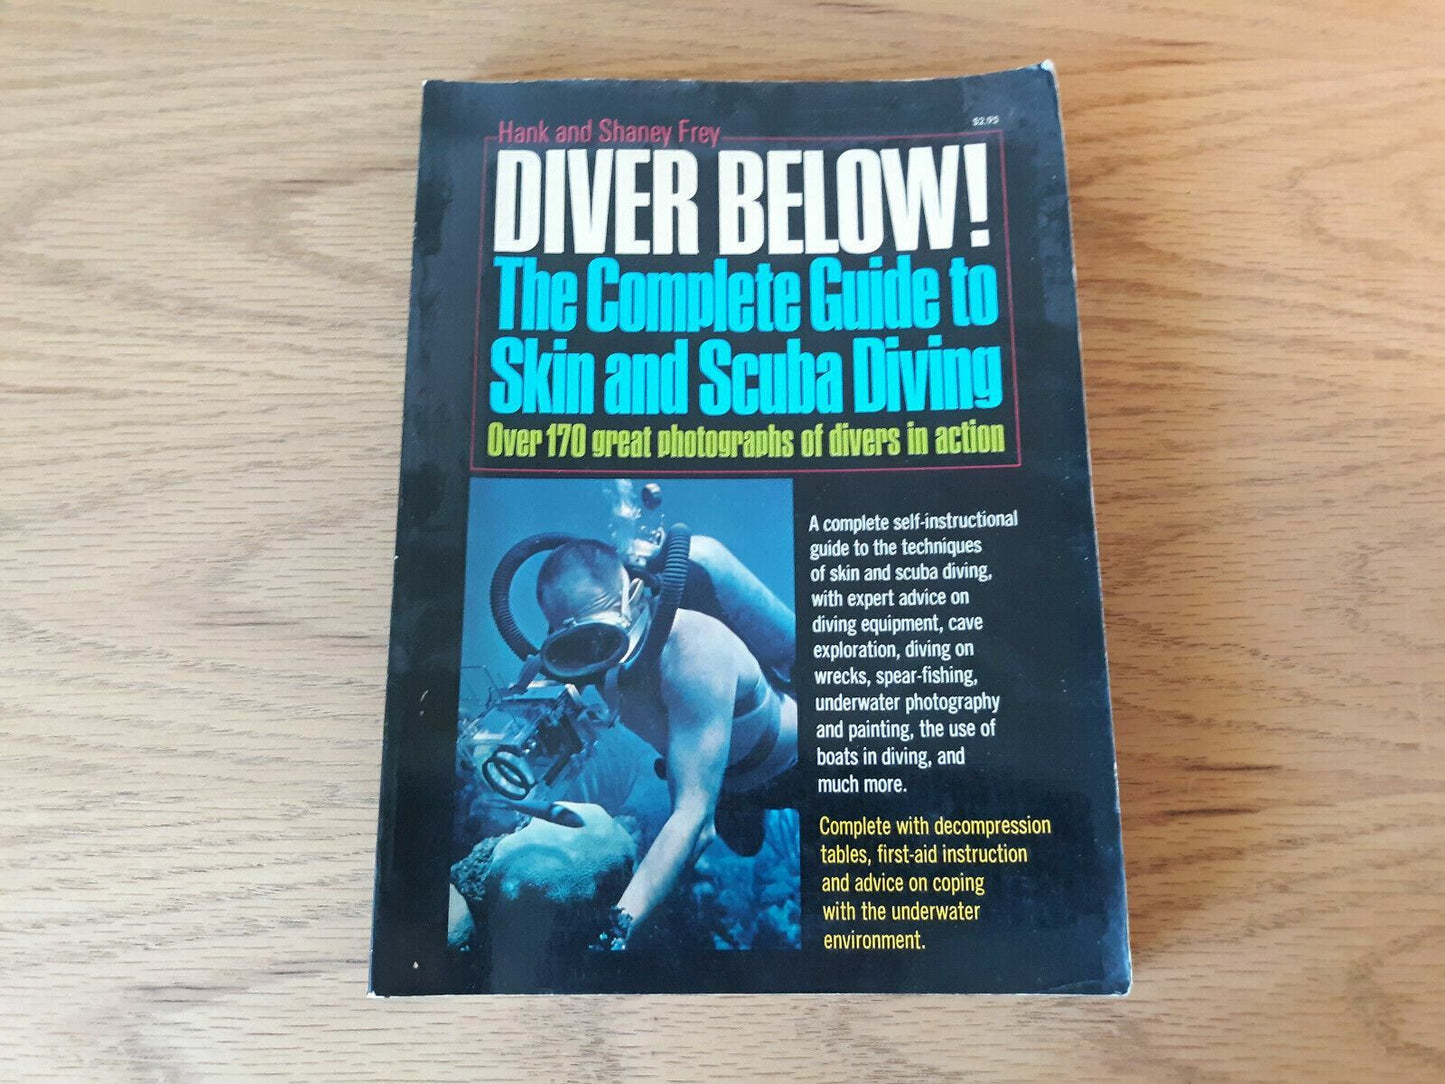 $2.95
Hank and Shaney Frey
DIVER BELOW!
The Complete Guide to
Skin and Scuba Diving
Over 170 great photographs of divers in action
A complete self-instructional
guide to the techniques
of skin and scuba diving,
with expert advice on
diving equipment, cave
exploration, diving on
wrecks, spear-fishing,
underwater photography
and painting, the use of
boats in diving, and
much more.
Complete with decompression
tables, first-aid instruction
and advice on coping
with the underwater
environment.